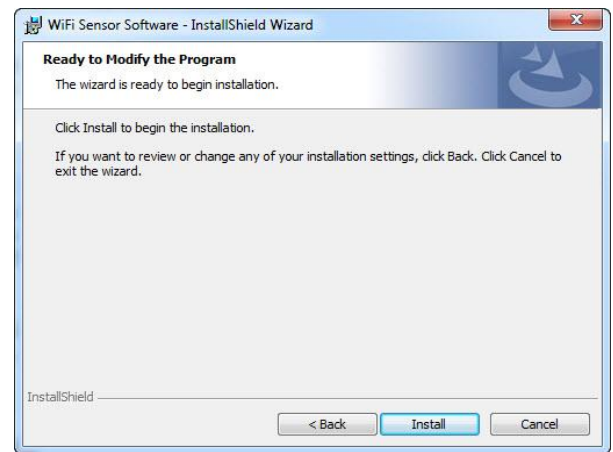 WiFi Sensor Software - InstallShield Wizard
Ready to Modify the Program
The wizard is ready to begin installation.
Click Install to begin the installation.
If you want to review or change any of your installation settings, click Back. Click Cancel to
exit the wizard.
InstallShield
< Back Install Cancel